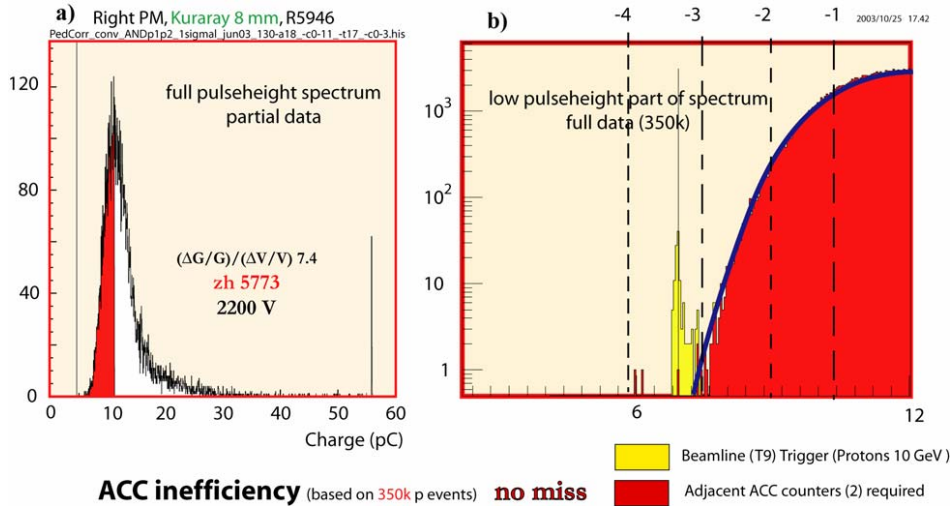 a)
Right PM, Kuraray 8 mm, R5946
PedCorr_conv_ANDp1p2_1sigmal_jun03_130-a18_-c0-11_-t17_-c0-3.his
120
80
40
0
full pulseheight spectrum
partial data
(ΔG/G)/(ΔV/V) 7.4
zh 5773
2200 V
0 10 20 30 40 50 60
Charge (pC)
b)
-4 -3 -2 -1
2003/10/25 17.42
10³
10²
10
1
low pulseheight part of spectrum
full data (350k)
6 12
Beamline (T9) Trigger (Protons 10 GeV )
ACC inefficiency (based on 350k p events) no miss
Adjacent ACC counters (2) required